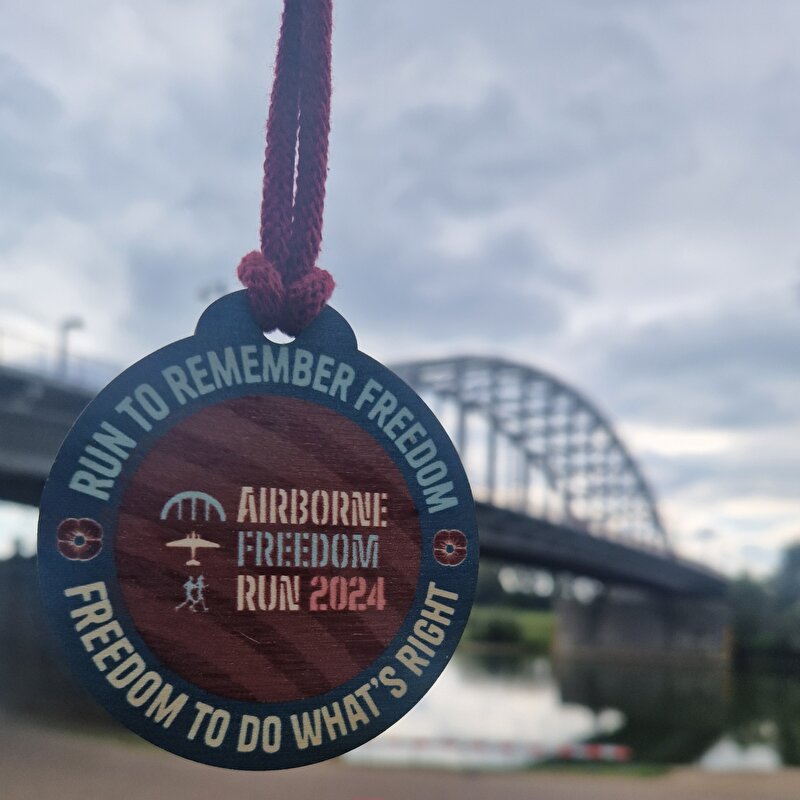 RUN TO REMEMBER FREEDOM
AIRBORNE
FREEDOM
RUN 2024
FREEDOM TO DO WHAT'S RIGHT